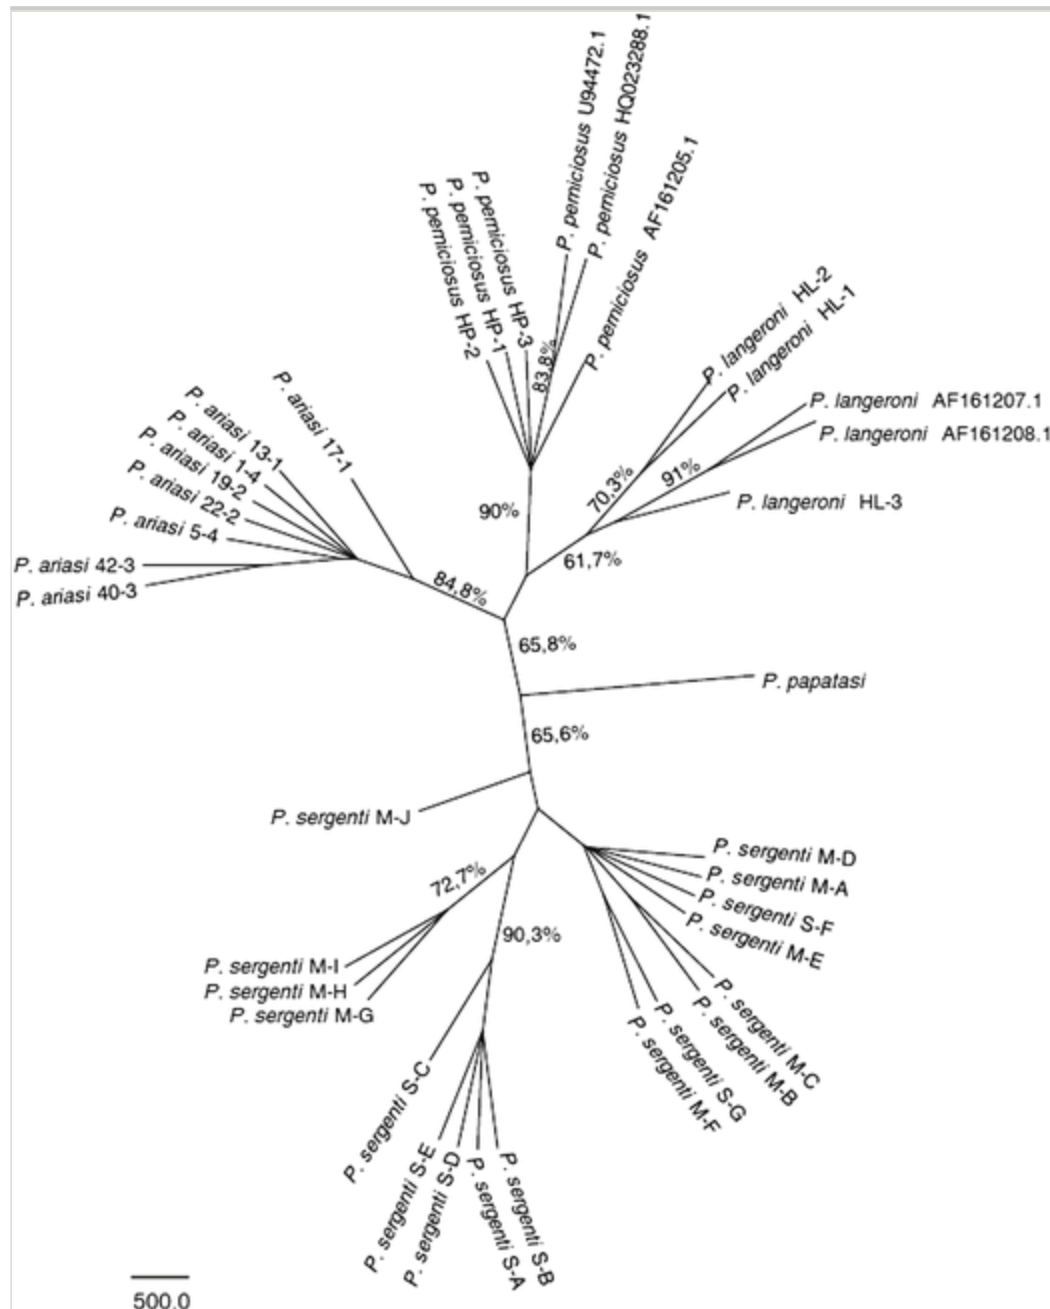 P. perniciosus U94472.1
P. perniciosus HQ023288.1
P. perniciosus AF161205.1
P. perniciosus HP-3
P. perniciosus HP-1
P. perniciosus HP-2
83,8%
P. langeroni HL-2
P. langeroni HL-1
P. langeroni AF161207.1
P. langeroni AF161208.1
P. langeroni HL-3
70,3%
91%
90%
61,7%
P. ariasi 17-1
P. ariasi 13-1
P. ariasi 1-4
P. ariasi 19-2
P. ariasi 22-2
P. ariasi 5-4
P. ariasi 42-3
P. ariasi 40-3
84,8%
65,8%
P. papatasi
65,6%
P. sergenti M-J
P. sergenti M-D
P. sergenti M-A
P. sergenti S-F
P. sergenti M-E
P. sergenti M-C
P. sergenti M-B
P. sergenti S-G
P. sergenti M-F
72,7%
90,3%
P. sergenti M-I
P. sergenti M-H
P. sergenti M-G
P. sergenti S-C
P. sergenti S-E
P. sergenti S-D
P. sergenti S-A
P. sergenti S-B
500.0